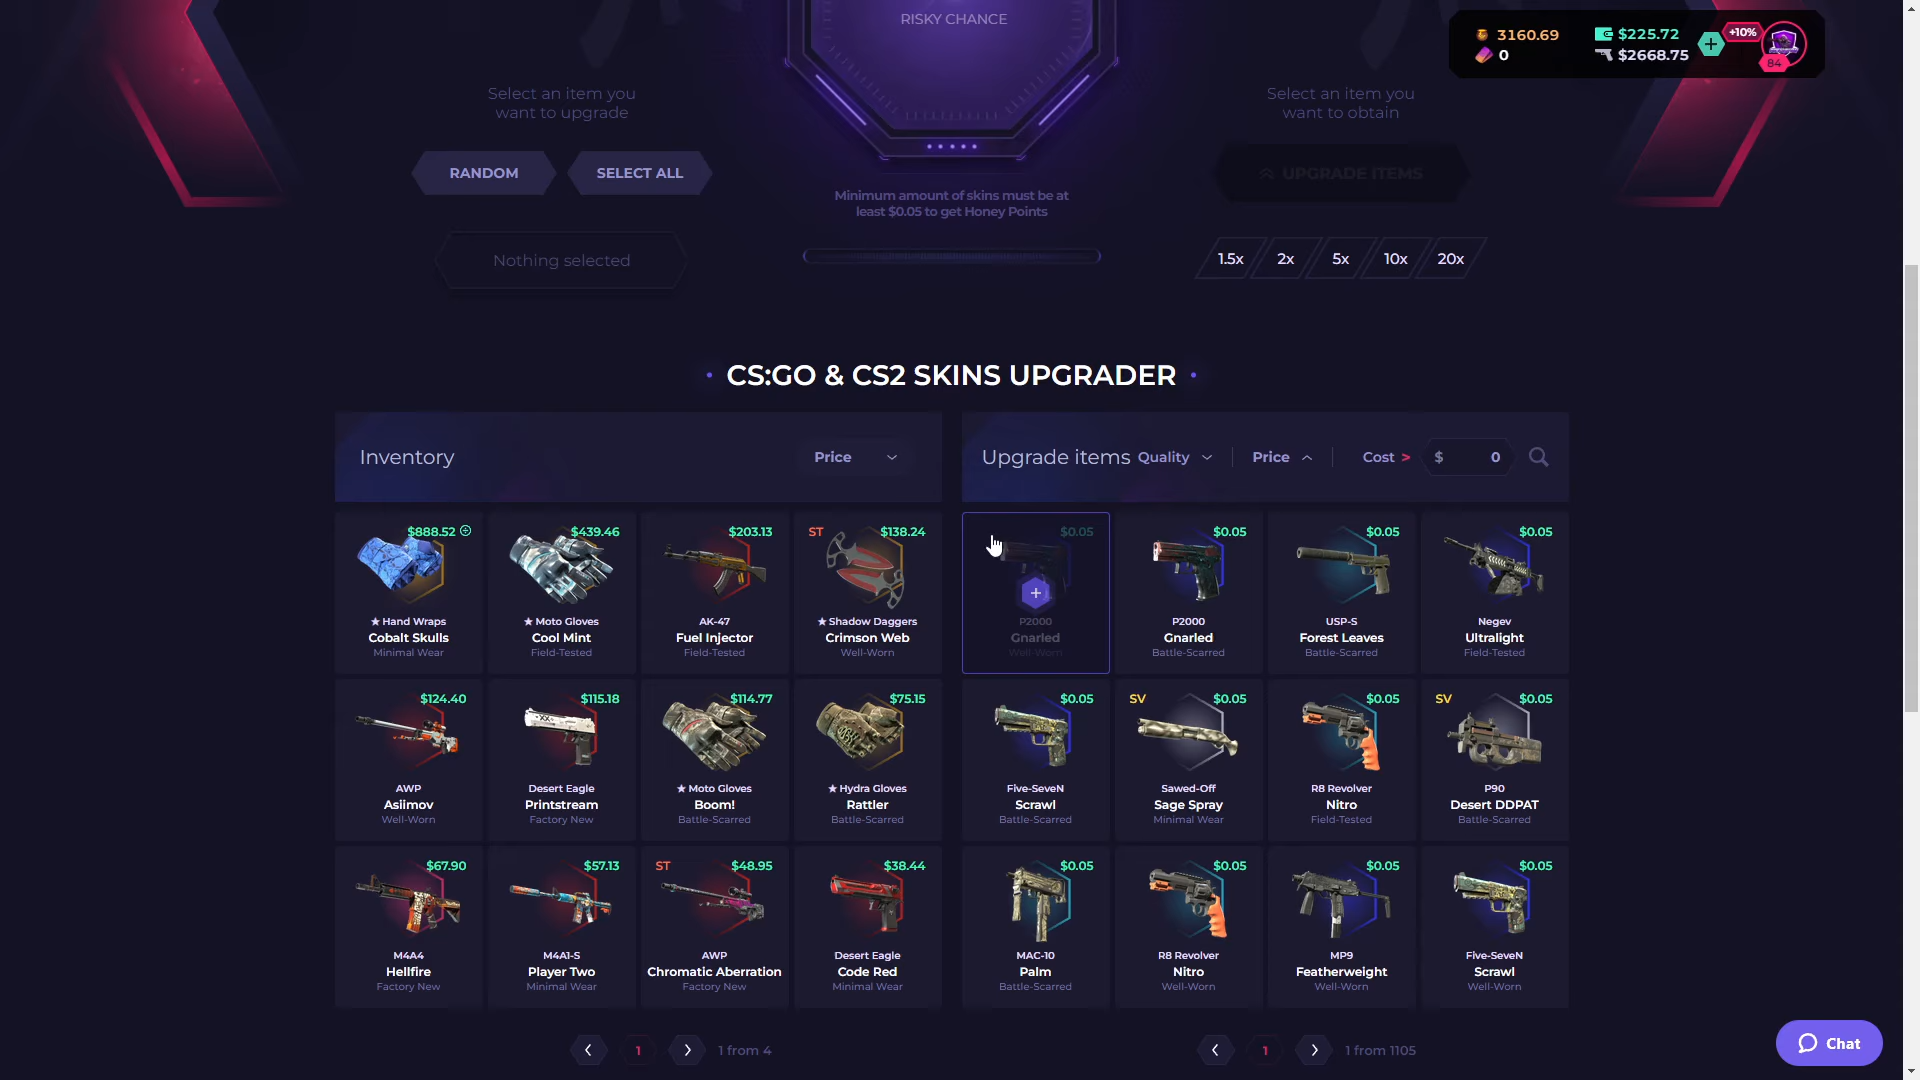 RISKY CHANCE
3160.69
$225.72
+10%
0
$2668.75
84
Select an item you
want to upgrade
Select an item you
want to obtain
RANDOM
SELECT ALL
UPGRADE ITEMS
Minimum amount of skins must be at
least $0.05 to get Honey Points
Nothing selected
1.5x
2x
5x
10x
20x
CS:GO & CS2 SKINS UPGRADER
Inventory
Price
Upgrade items
Quality
Price
Cost >
$ 0
$888.52
★ Hand Wraps
Cobalt Skulls
Minimal Wear
$439.46
★ Moto Gloves
Cool Mint
Field-Tested
$203.13
AK-47
Fuel Injector
Field-Tested
ST $138.24
★ Shadow Daggers
Crimson Web
Well-Worn
$0.05
P2000
Gnarled
Well-Worn
$0.05
P2000
Gnarled
Battle-Scarred
$0.05
USP-S
Forest Leaves
Battle-Scarred
$0.05
Negev
Ultralight
Field-Tested
$124.40
AWP
Asiimov
Well-Worn
$115.18
Desert Eagle
Printstream
Factory New
$114.77
★ Moto Gloves
Boom!
Battle-Scarred
$75.15
★ Hydra Gloves
Rattler
Battle-Scarred
$0.05
Five-SeveN
Scrawl
Battle-Scarred
SV $0.05
Sawed-Off
Sage Spray
Minimal Wear
$0.05
R8 Revolver
Nitro
Field-Tested
SV $0.05
P90
Desert DDPAT
Battle-Scarred
$67.90
M4A4
Hellfire
Factory New
$57.13
M4A1-S
Player Two
Minimal Wear
ST $48.95
AWP
Chromatic Aberration
Factory New
$38.44
Desert Eagle
Code Red
Minimal Wear
$0.05
MAC-10
Palm
Battle-Scarred
$0.05
R8 Revolver
Nitro
Well-Worn
$0.05
MP9
Featherweight
Well-Worn
$0.05
Five-SeveN
Scrawl
Well-Worn
1
1 from 4
1
1 from 1105
Chat